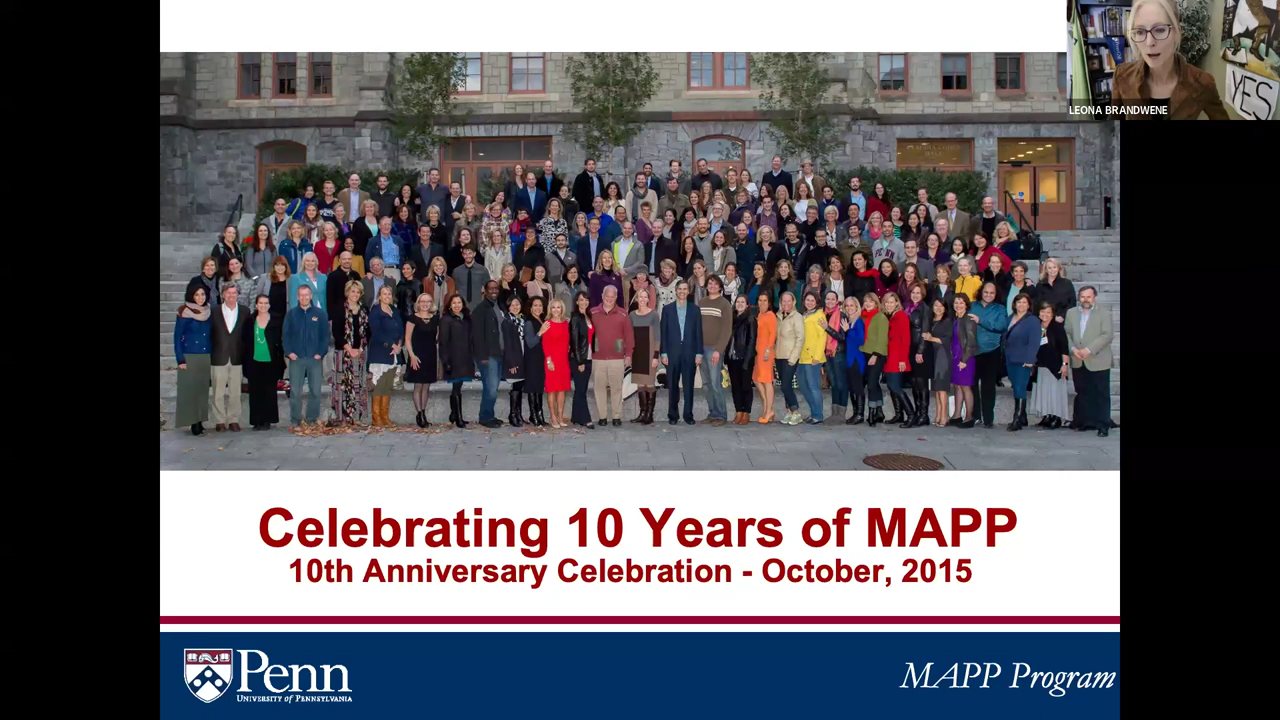 LEONA BRANDWENE
YES
PENN
Celebrating 10 Years of MAPP
10th Anniversary Celebration - October, 2015
Penn
UNIVERSITY of PENNSYLVANIA
MAPP Program